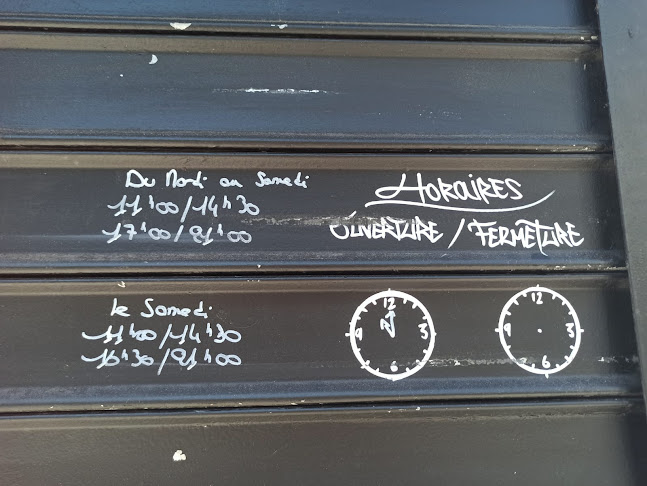 Du Mardi au Samedi
11h00/14h30
17h00/21h00
HORAIRES
OUVERTURE / FERMETURE
le Samedi
11h00/14h30
16h30/21h00
12
3
6
9
12
3
6
9